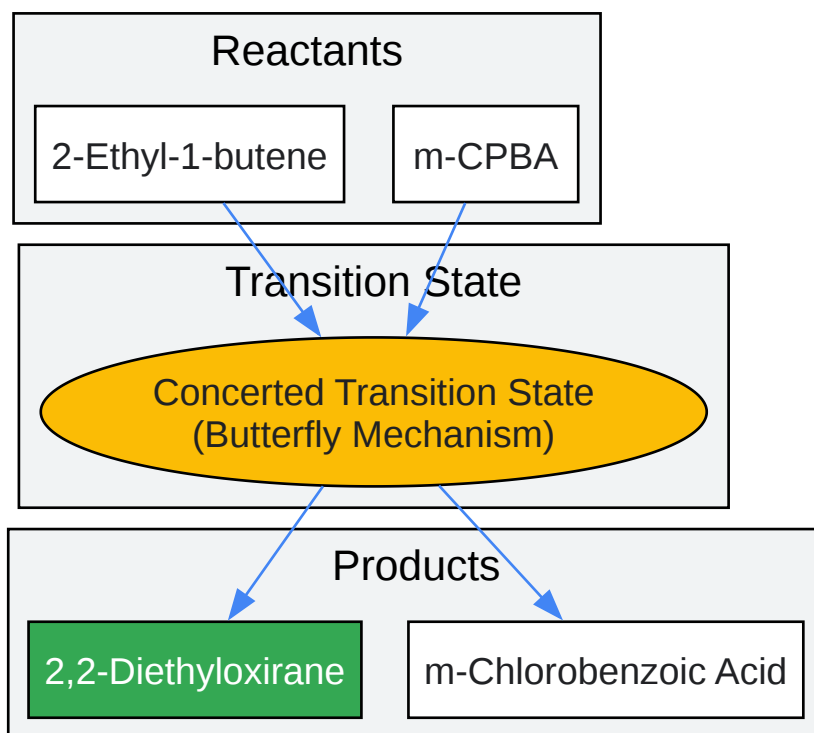 Reactants
2-Ethyl-1-butene
m-CPBA
Transition State
Concerted Transition State
(Butterfly Mechanism)
Products
2,2-Diethyloxirane
m-Chlorobenzoic Acid